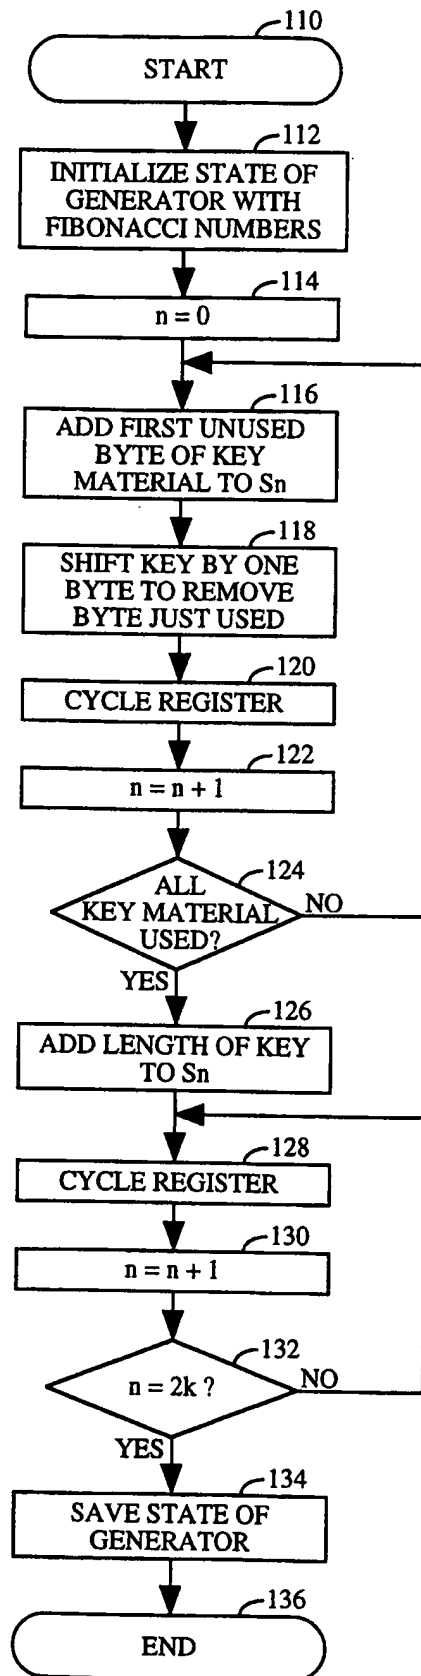 110
START
112
INITIALIZE STATE OF
GENERATOR WITH
FIBONACCI NUMBERS
114
n = 0
116
ADD FIRST UNUSED
BYTE OF KEY
MATERIAL TO Sn
118
SHIFT KEY BY ONE
BYTE TO REMOVE
BYTE JUST USED
120
CYCLE REGISTER
122
n = n + 1
124
ALL
KEY MATERIAL
USED?
NO
YES
126
ADD LENGTH OF KEY
TO Sn
128
CYCLE REGISTER
130
n = n + 1
132
n = 2k ?
NO
YES
134
SAVE STATE OF
GENERATOR
136
END